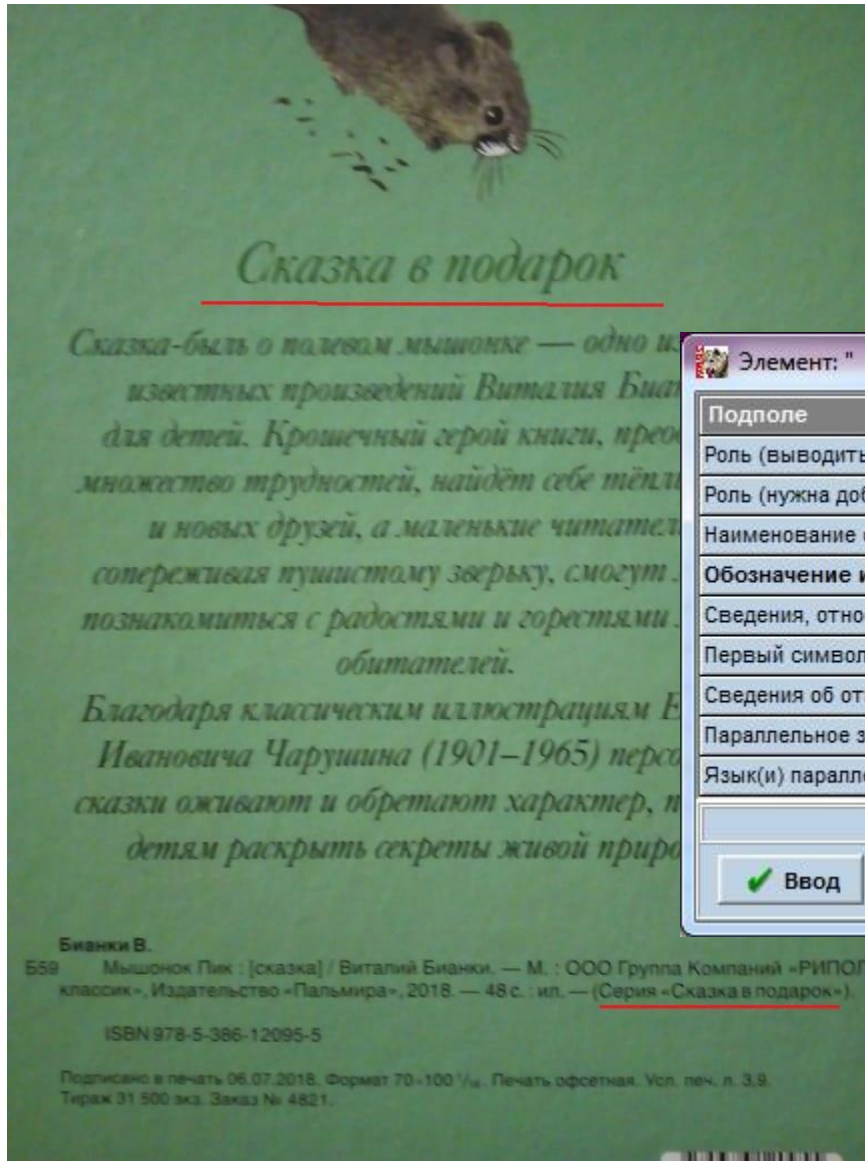 Сказка в подарок
Сказка-быль о полевом мышонке — одно из
известных произведений Виталия Биан
для детей. Крошечный герой книги, прео
множество трудностей, найдёт себе тёпл
и новых друзей, а маленькие читател
сопереживая пушистому зверьку, смогут
познакомиться с радостями и горестями
обитателей.
Благодаря классическим иллюстрациям Е
Ивановича Чарушина (1901–1965) персо
сказки оживают и обретают характер, п
детям раскрыть секреты живой приро
Элемент: "
Подполе
Роль (выводить
Роль (нужна доб
Наименование
Обозначение и
Сведения, отно
Первый символ
Сведения об от
Параллельное з
Язык(и) паралле
Ввод
Бианки В.
Б59 Мышонок Пик : [сказка] / Виталий Бианки. — М. : ООО Группа Компаний «РИПОЛ
классик», Издательство «Пальмира», 2018. — 48 с. : ил. — (Серия «Сказка в подарок»).
ISBN 978-5-386-12095-5
Подписано в печать 06.07.2018. Формат 70×100 1/16. Печать офсетная. Усл. печ. л. 3,9.
Тираж 31 500 экз. Заказ № 4821.